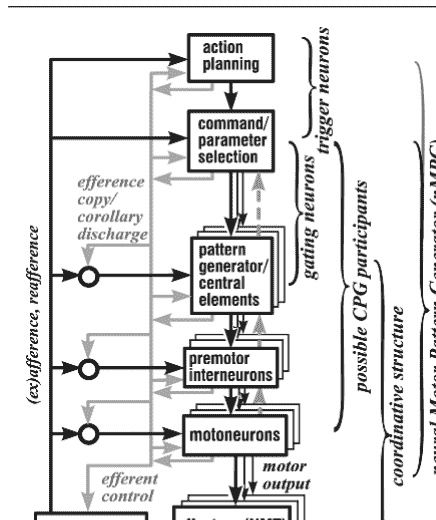 action
planning
trigger neurons
command/
parameter
selection
efference
copy/
corollary
discharge
gating neurons
pattern
generator/
central
elements
(ex)afference, reafference
possible CPG participants
premotor
interneurons
coordinative structure
motoneurons
efferent
control
motor
output